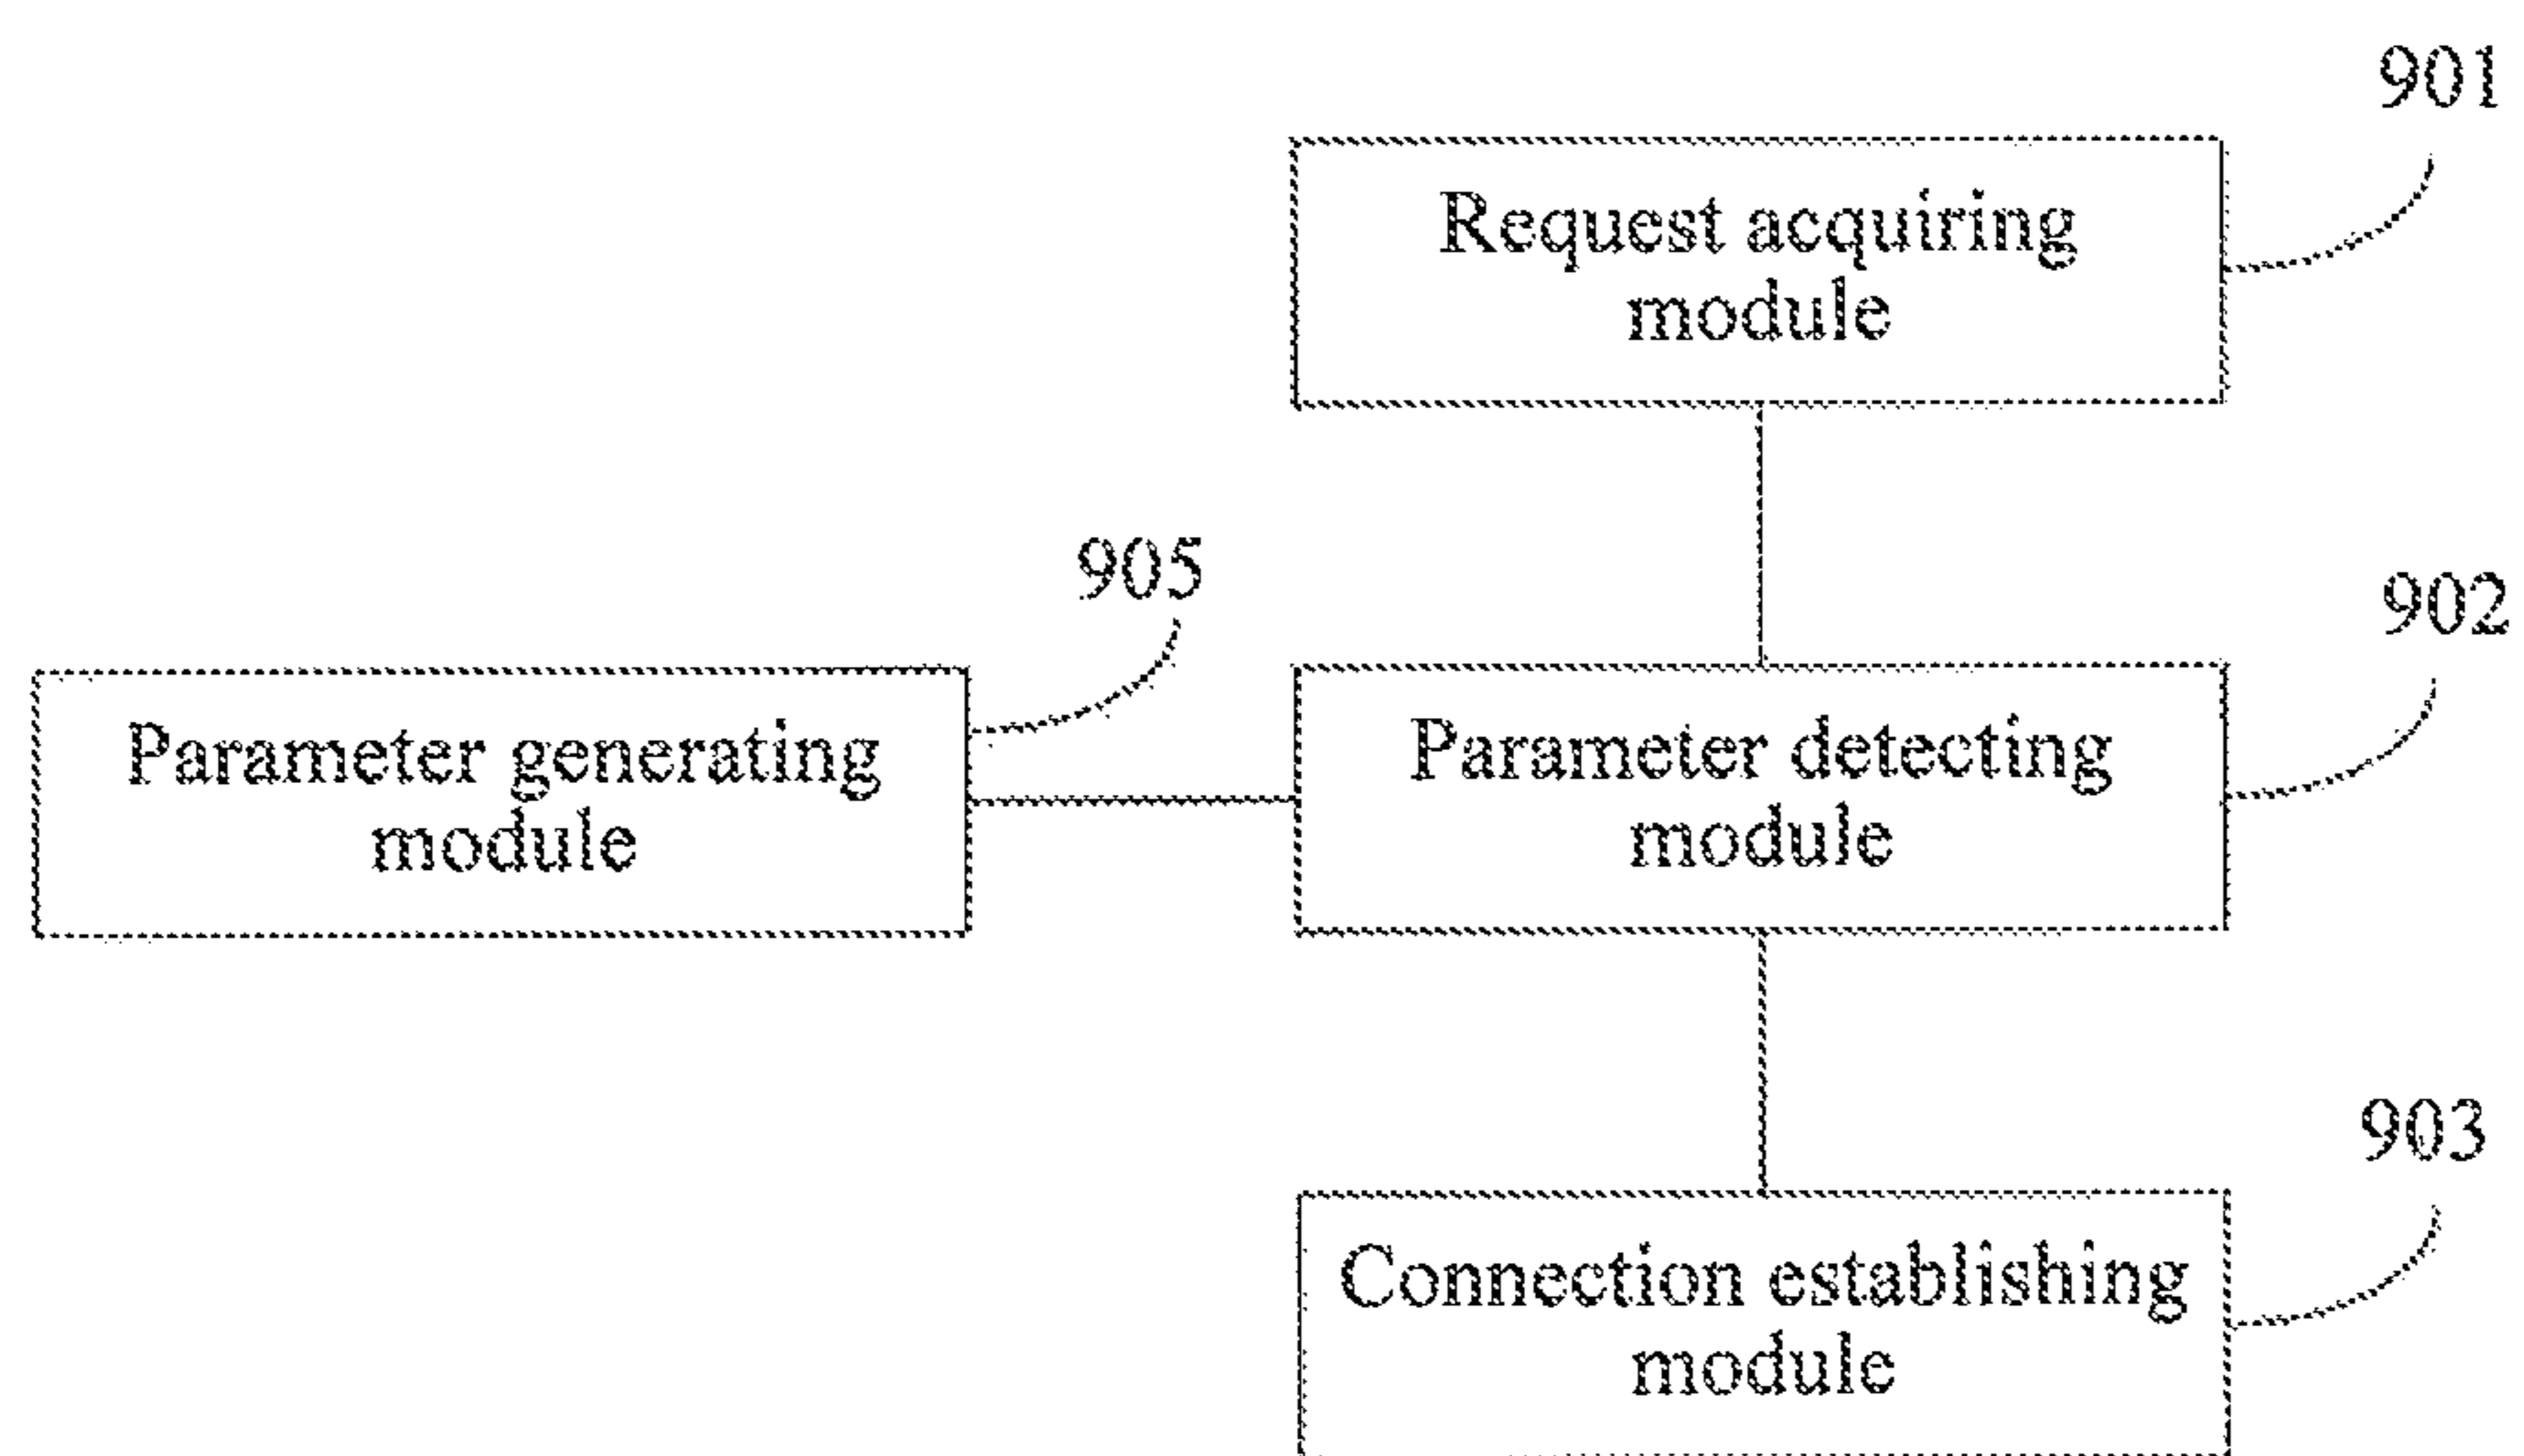 901
Request acquiring
module
905
902
Parameter generating
module
Parameter detecting
module
903
Connection establishing
module